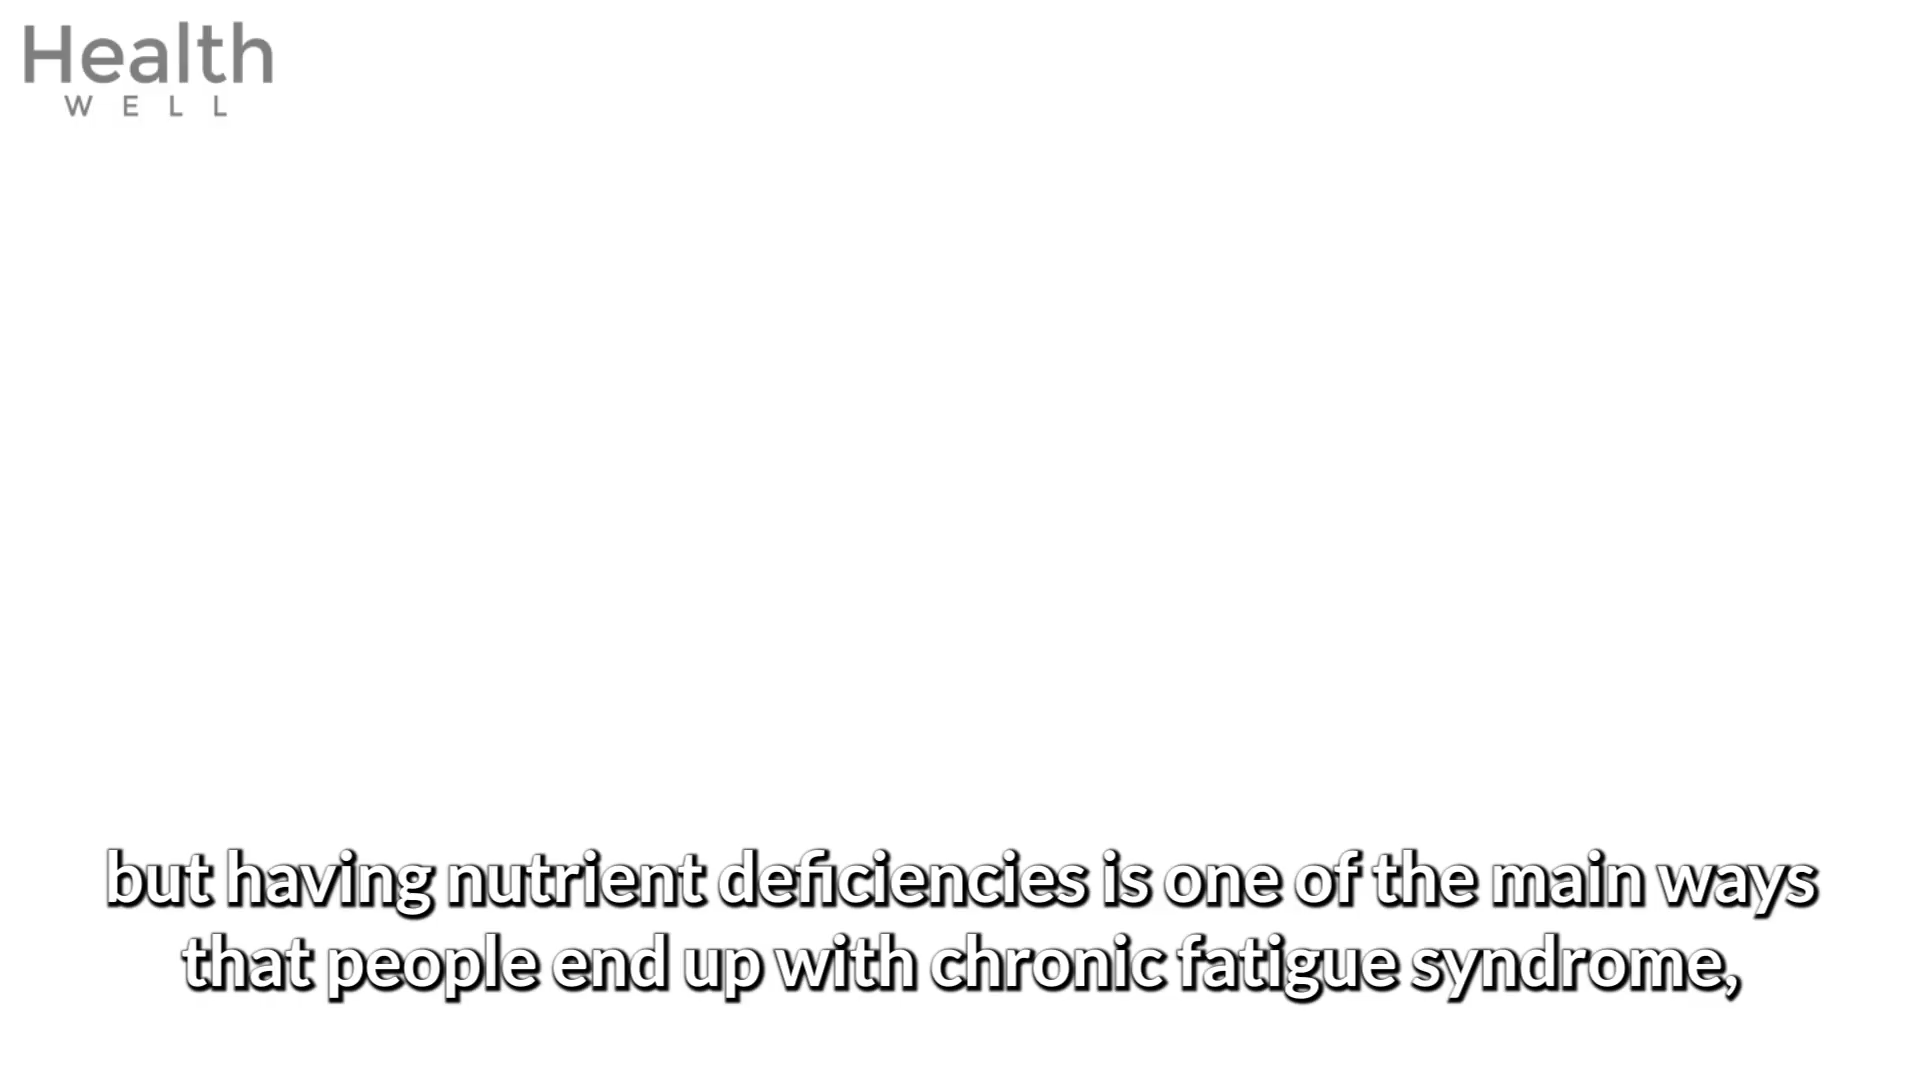 Health
WELL
but having nutrient deficiencies is one of the main ways
that people end up with chronic fatigue syndrome,